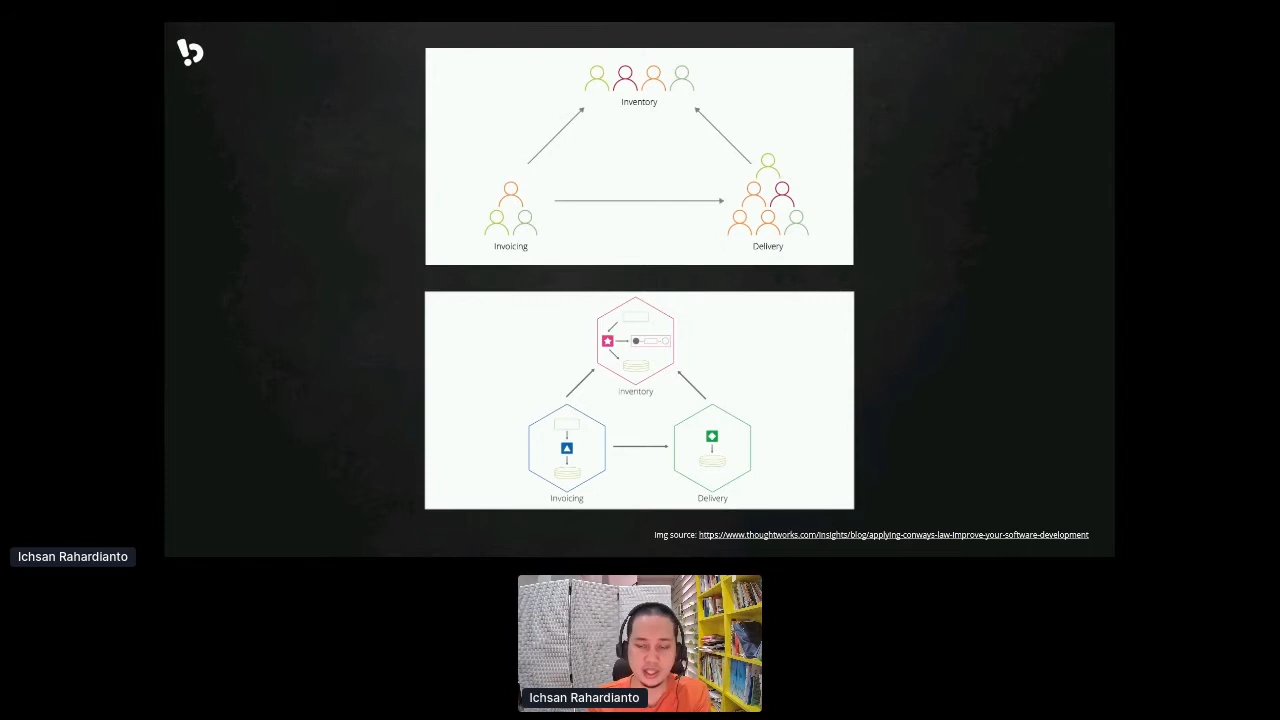 Inventory
Invoicing
Delivery
Inventory
Invoicing
Delivery
Img source: https://www.thoughtworks.com/insights/blog/applying-conways-law-improve-your-software-development
Ichsan Rahardianto
Ichsan Rahardianto